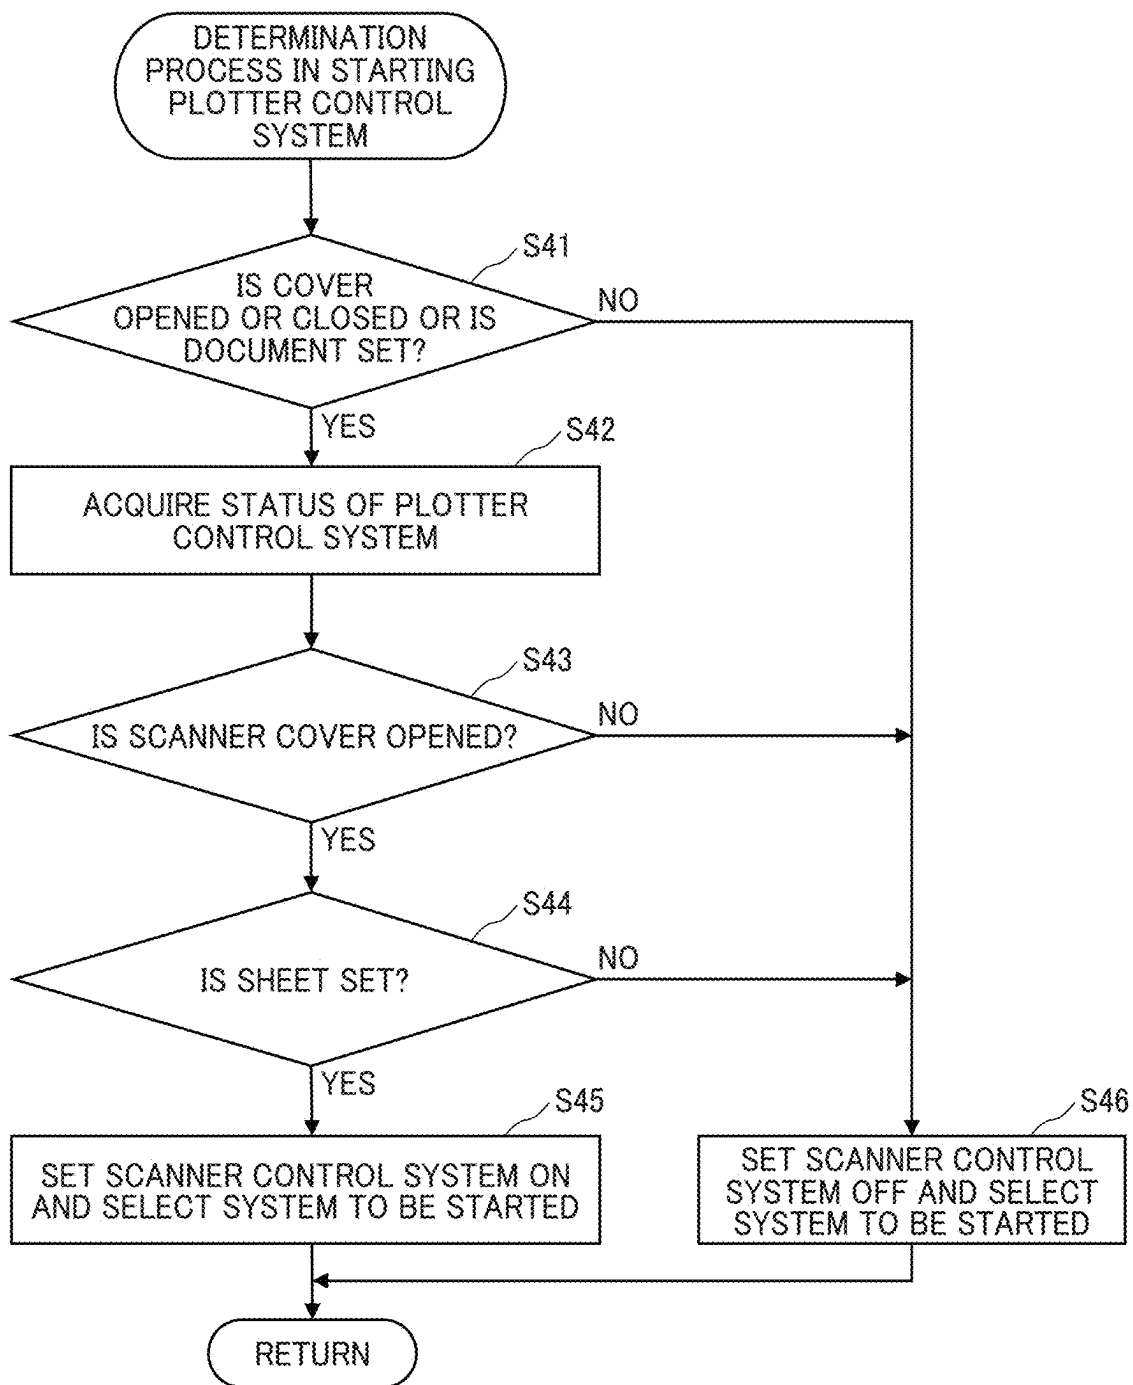 DETERMINATION
PROCESS IN STARTING
PLOTTER CONTROL
SYSTEM
S41
IS COVER
OPENED OR CLOSED OR IS
DOCUMENT SET?
NO
YES
S42
ACQUIRE STATUS OF PLOTTER
CONTROL SYSTEM
S43
IS SCANNER COVER OPENED?
NO
YES
S44
IS SHEET SET?
NO
YES
S45
SET SCANNER CONTROL SYSTEM ON
AND SELECT SYSTEM TO BE STARTED
S46
SET SCANNER CONTROL
SYSTEM OFF AND SELECT
SYSTEM TO BE STARTED
RETURN